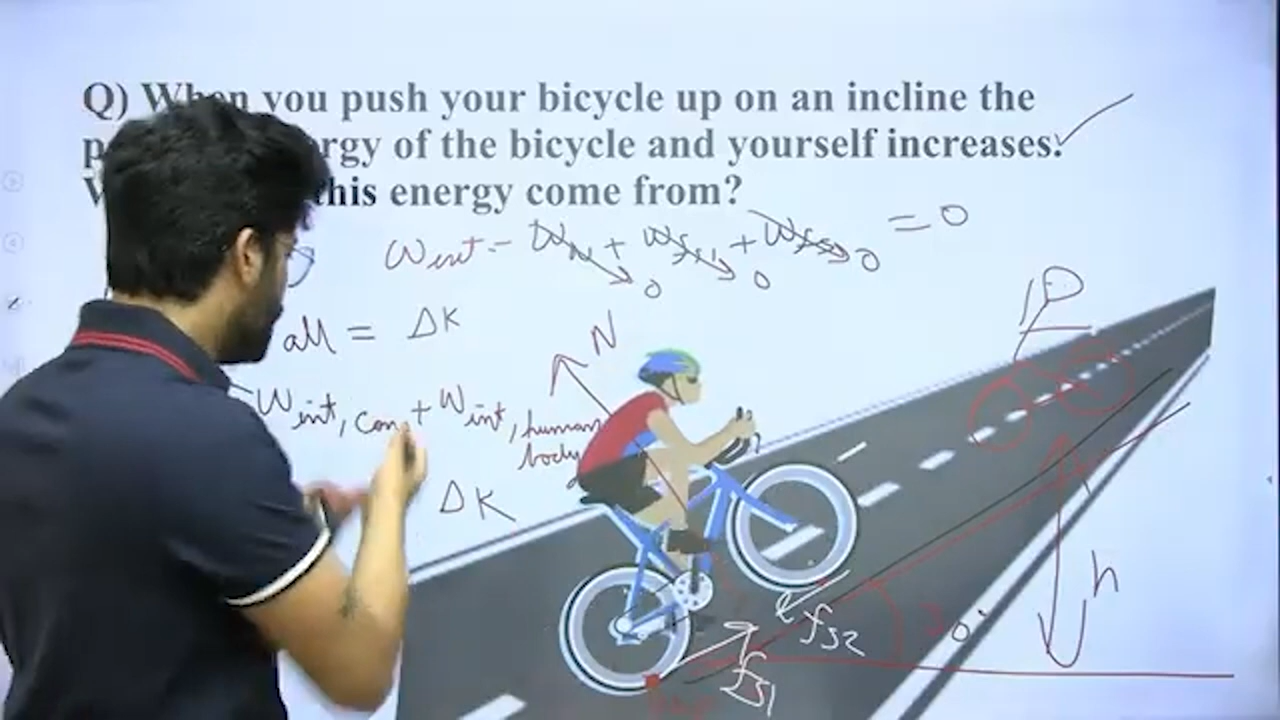 Q) When you push your bicycle up on an incline the
rgy of the bicycle and yourself increases.
this energy come from?
Wext = WN + Wfs1 + Wfs2 = 0
0 0 0
all = ΔK
N
Wint, con + Wint, human
body
ΔK
h
fs2
fs1